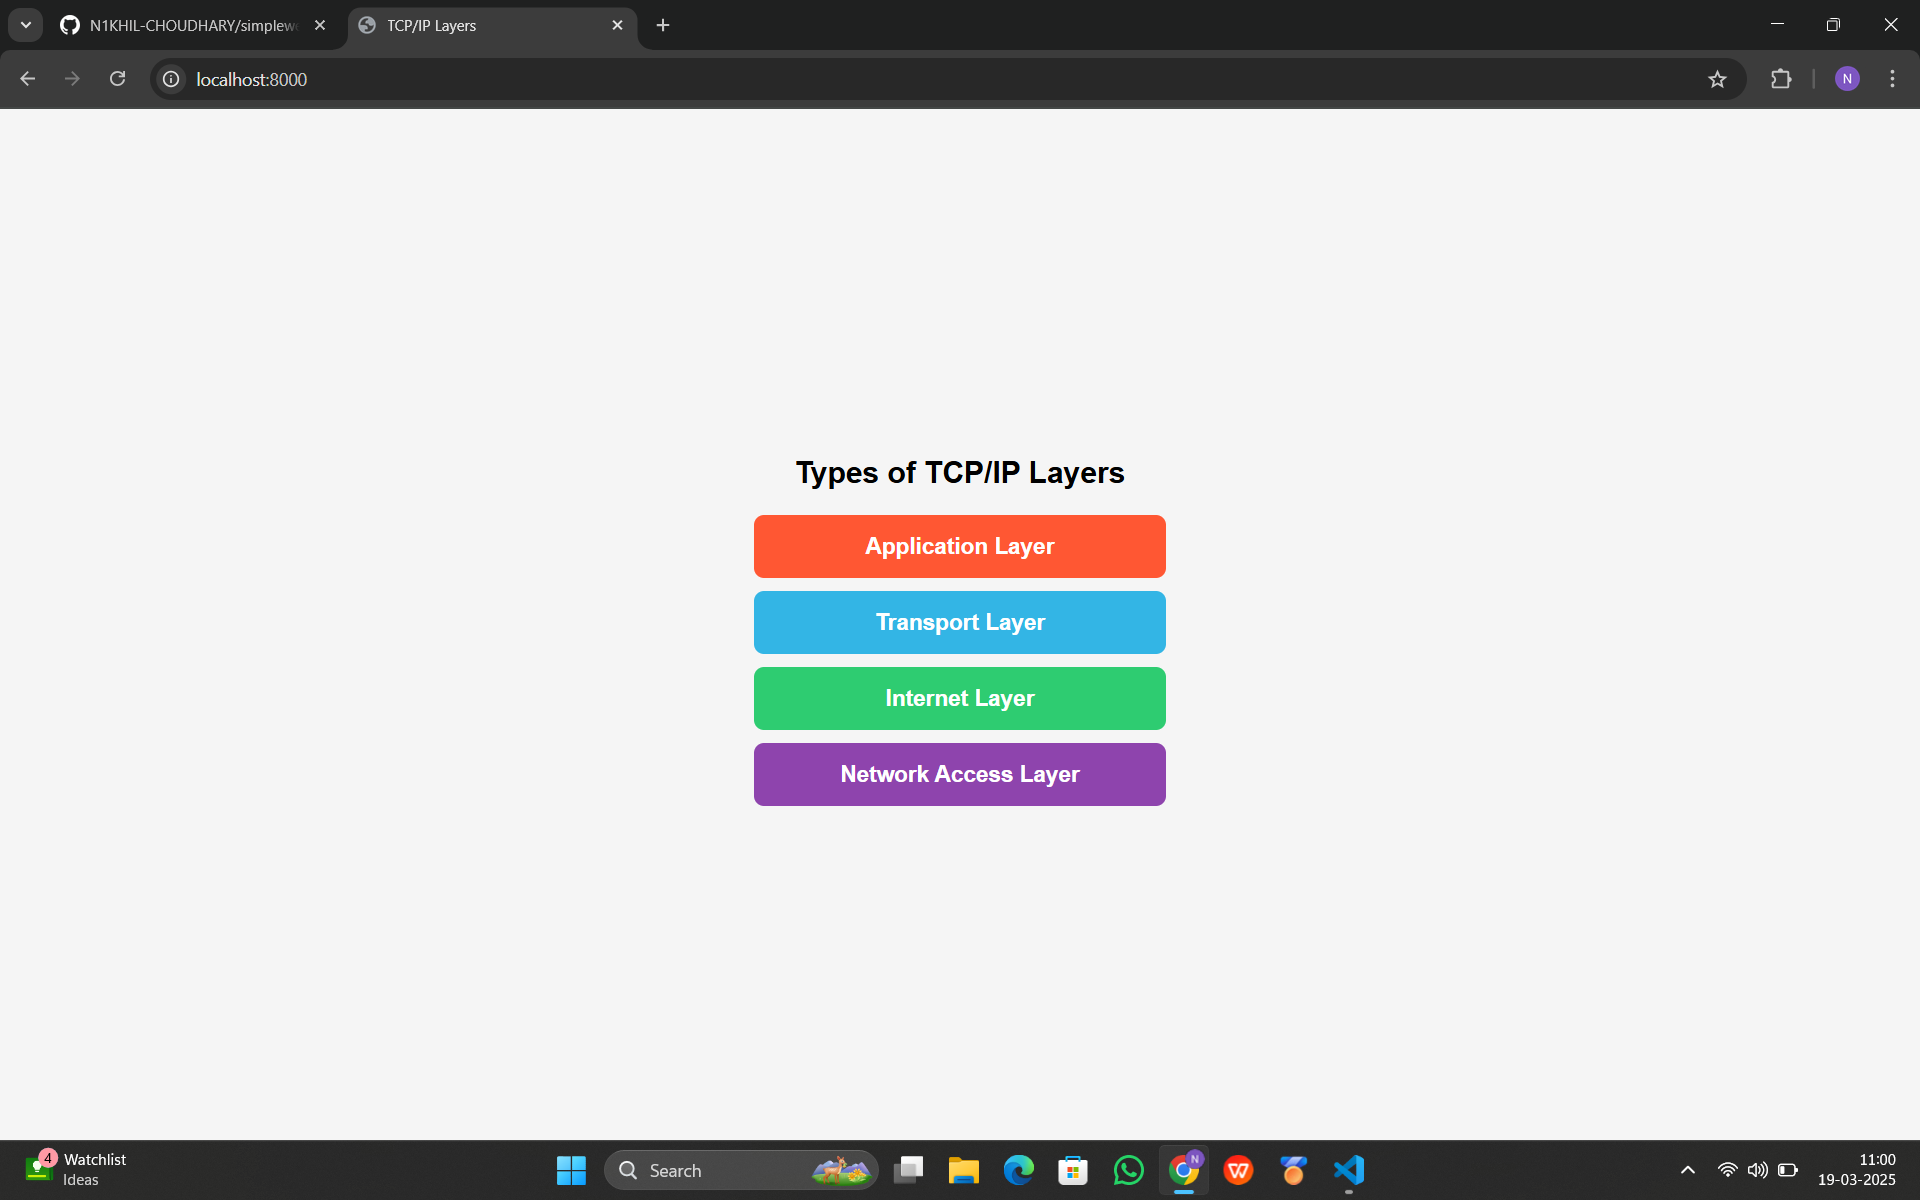 N1KHIL-CHOUDHARY/simplew
TCP/IP Layers
localhost:8000
N
Types of TCP/IP Layers
Application Layer
Transport Layer
Internet Layer
Network Access Layer
4
Watchlist
Ideas
Search
N
11:00
19-03-2025